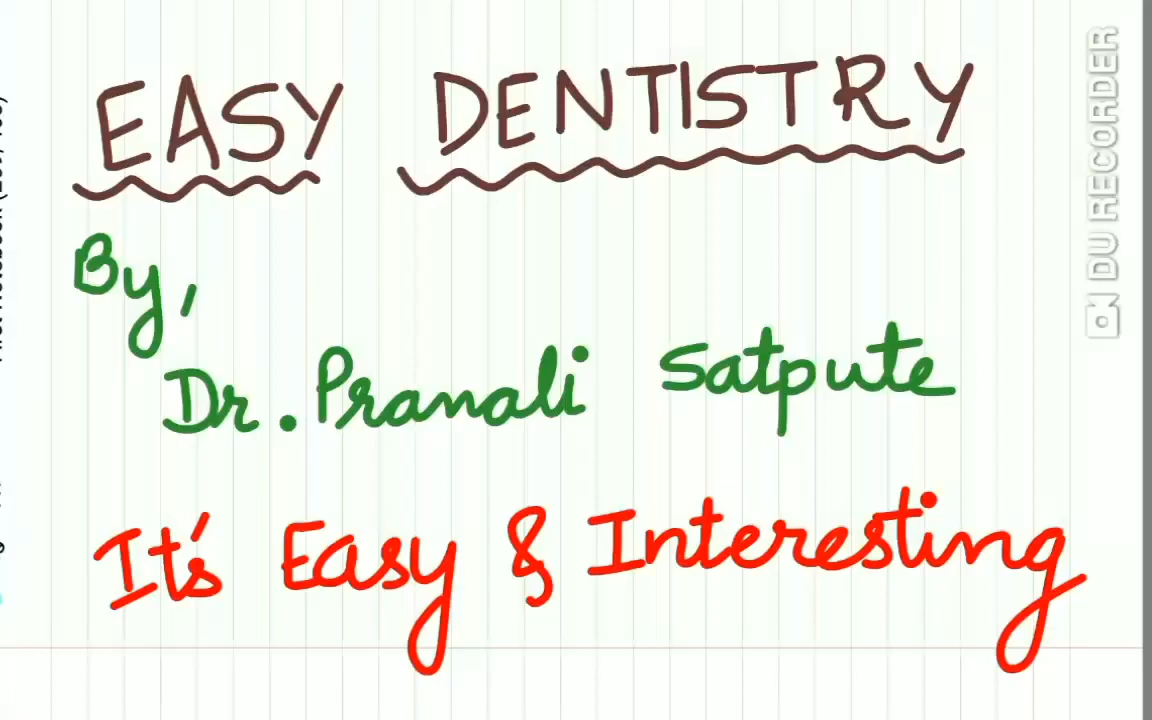 EASY DENTISTRY
By,
Dr. Pranali Satpute
It's Easy & Interesting
DU RECORDER